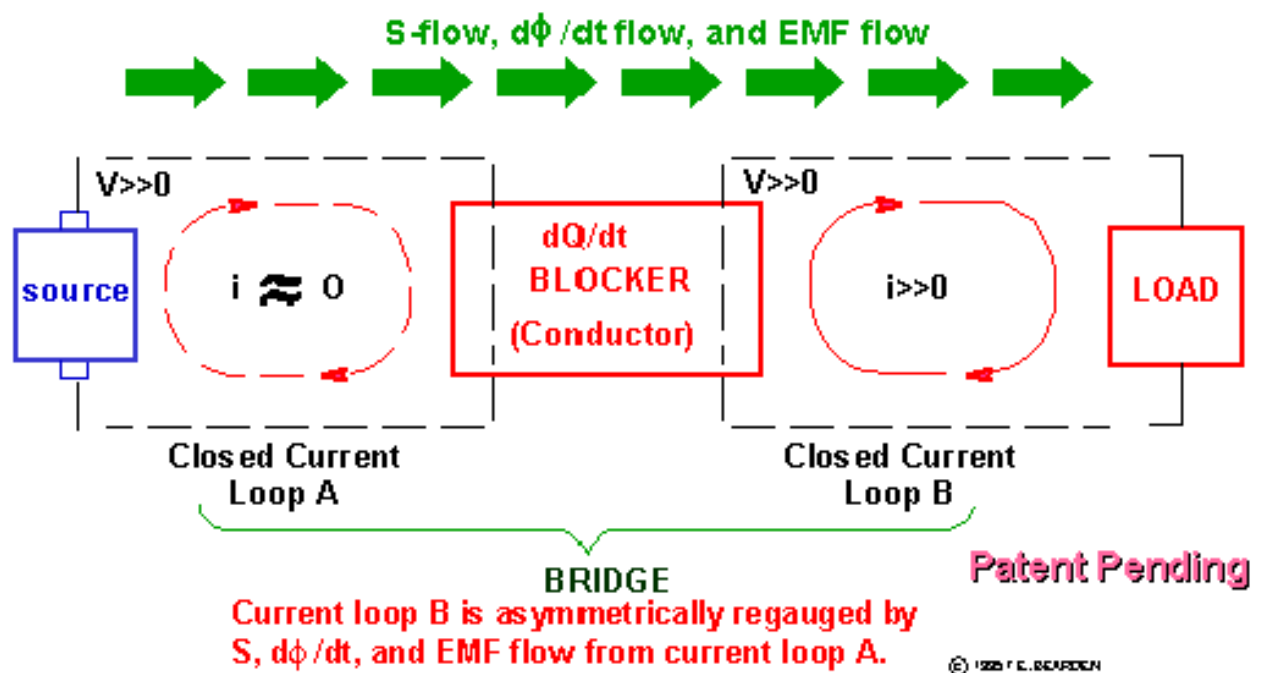 S-flow, dϕ/dt flow, and EMF flow
V>>0
V>>0
source
i ≈ 0
dQ/dt
BLOCKER
(Conductor)
i>>0
LOAD
Closed Current
Loop A
Closed Current
Loop B
BRIDGE
Patent Pending
Current loop B is asymmetrically regauged by
S, dϕ/dt, and EMF flow from current loop A.
BEARDEN